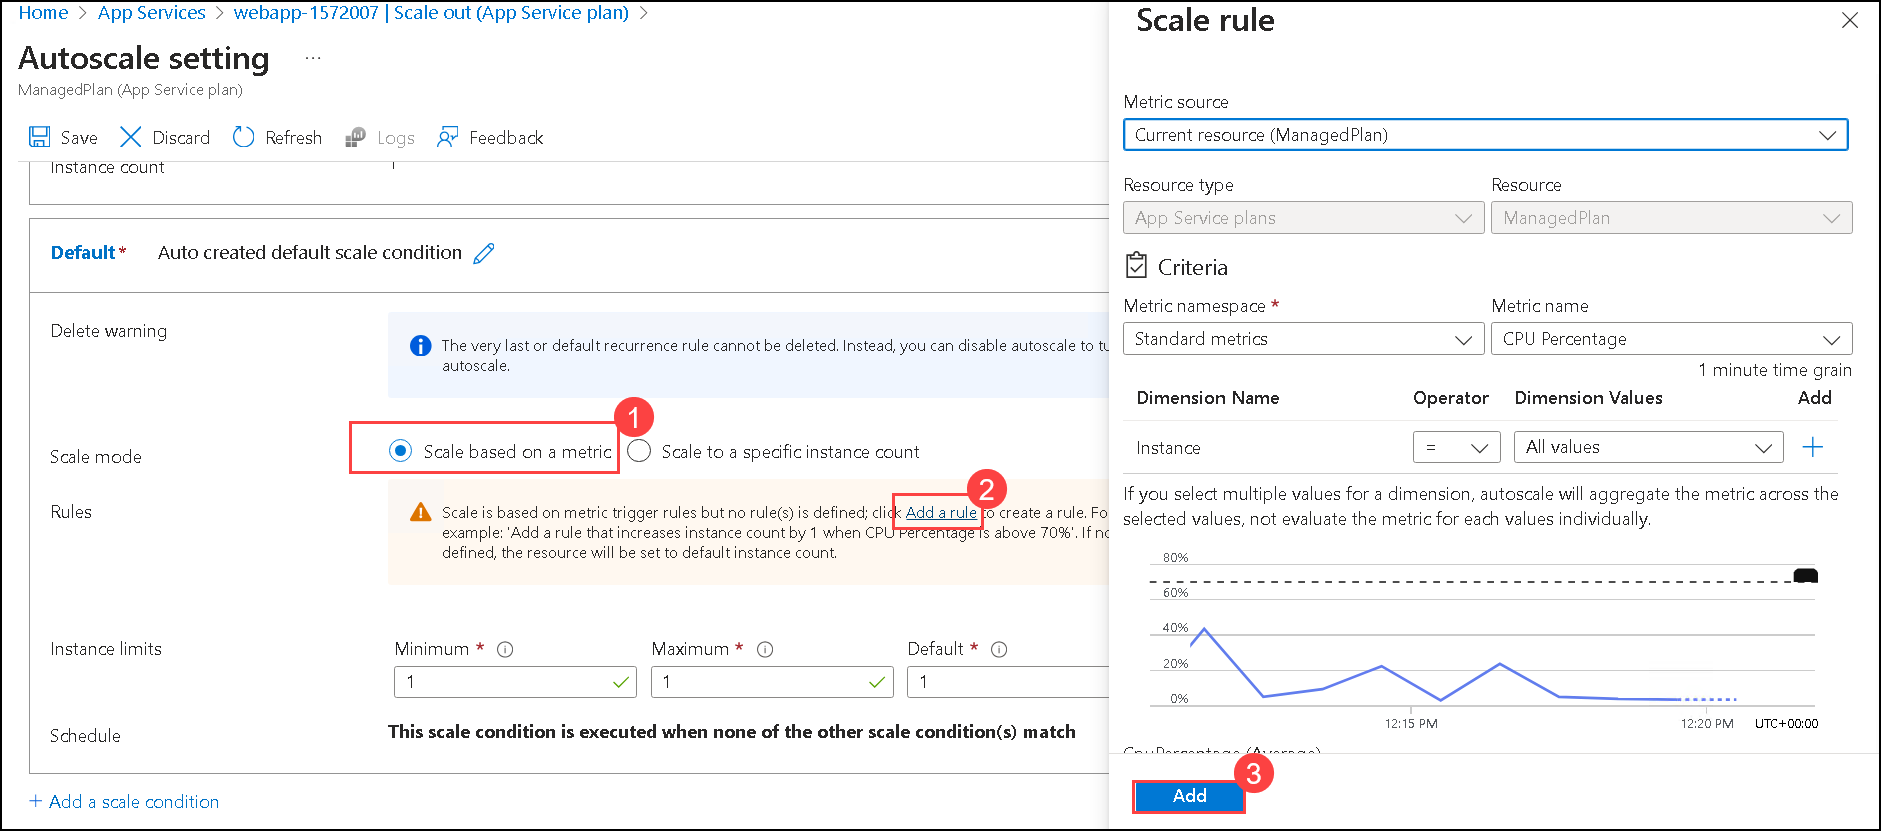 Home > App Services > webapp-1572007 | Scale out (App Service plan) >
Autoscale setting ...
ManagedPlan (App Service plan)
Save Discard Refresh Logs Feedback
Instance count
Default* Auto created default scale condition
Delete warning
The very last or default recurrence rule cannot be deleted. Instead, you can disable autoscale to tu
autoscale.
Scale mode
Scale based on a metric
1
Scale to a specific instance count
Rules
2
Scale is based on metric trigger rules but no rule(s) is defined; click Add a rule to create a rule. Fo
example: 'Add a rule that increases instance count by 1 when CPU Percentage is above 70%'. If no
defined, the resource will be set to default instance count.
Instance limits
Minimum * Maximum * Default *
1 1 1
Schedule
This scale condition is executed when none of the other scale condition(s) match
+ Add a scale condition
Scale rule
Metric source
Current resource (ManagedPlan)
Resource type Resource
App Service plans ManagedPlan
Criteria
Metric namespace * Metric name
Standard metrics CPU Percentage
1 minute time grain
Dimension Name Operator Dimension Values Add
Instance = All values +
If you select multiple values for a dimension, autoscale will aggregate the metric across the
selected values, not evaluate the metric for each values individually.
80%
60%
40%
20%
0%
12:15 PM 12:20 PM UTC+00:00
CpuPercentage (Average)
Add
3